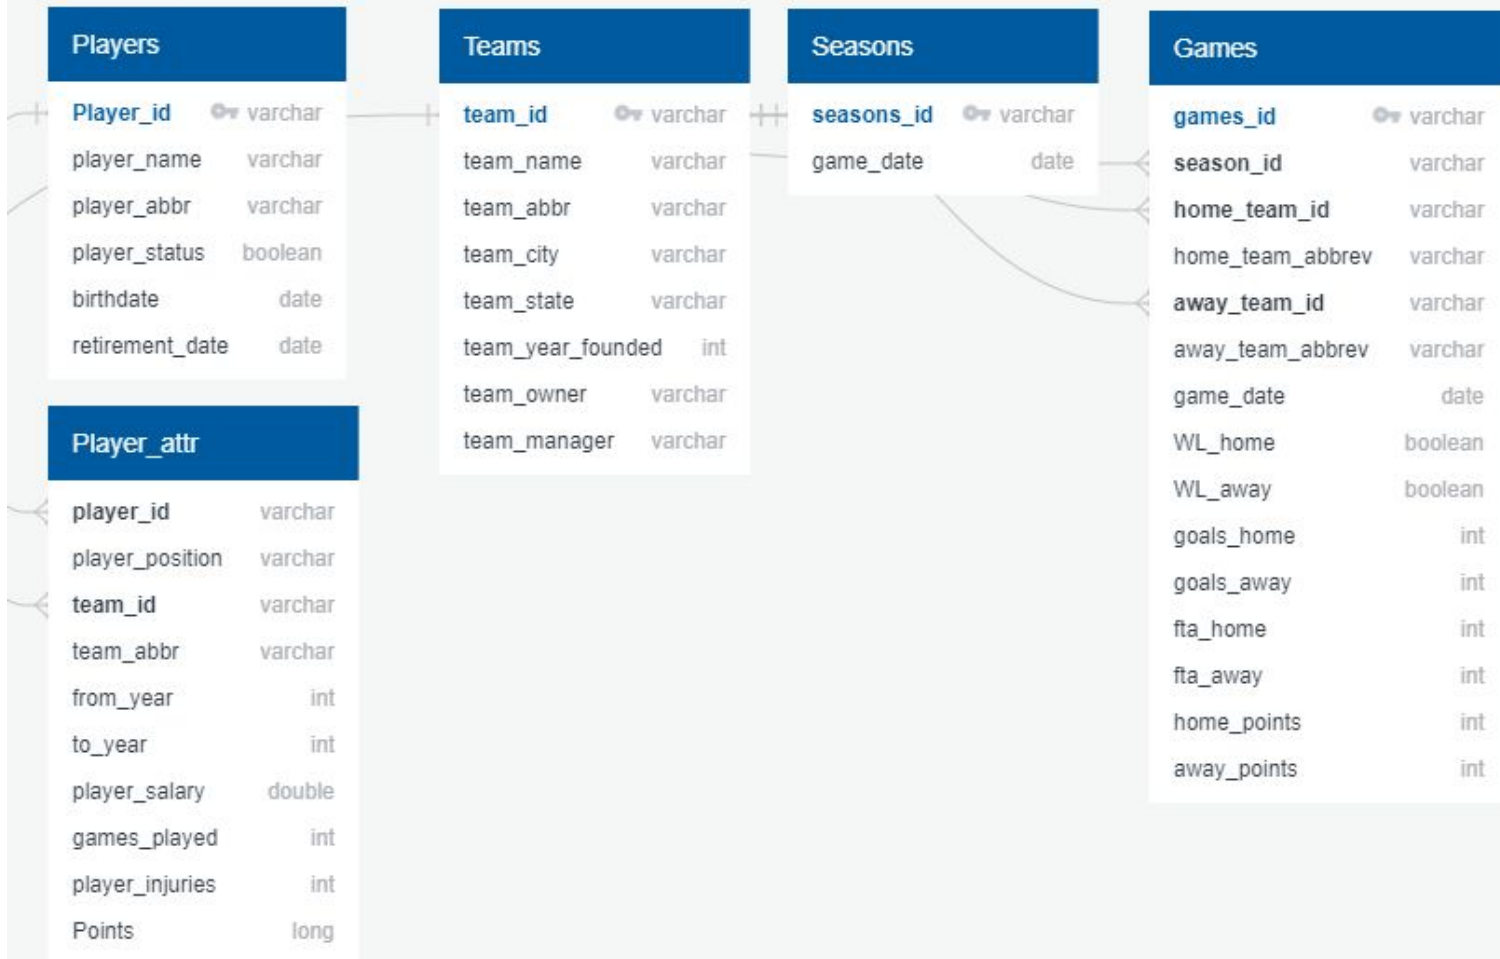 Players
Player_id varchar
player_name varchar
player_abbr varchar
player_status boolean
birthdate date
retirement_date date
Player_attr
player_id varchar
player_position varchar
team_id varchar
team_abbr varchar
from_year int
to_year int
player_salary double
games_played int
player_injuries int
Points long
Teams
team_id varchar
team_name varchar
team_abbr varchar
team_city varchar
team_state varchar
team_year_founded int
team_owner varchar
team_manager varchar
Seasons
seasons_id varchar
game_date date
Games
games_id varchar
season_id varchar
home_team_id varchar
home_team_abbrev varchar
away_team_id varchar
away_team_abbrev varchar
game_date date
WL_home boolean
WL_away boolean
goals_home int
goals_away int
fta_home int
fta_away int
home_points int
away_points int